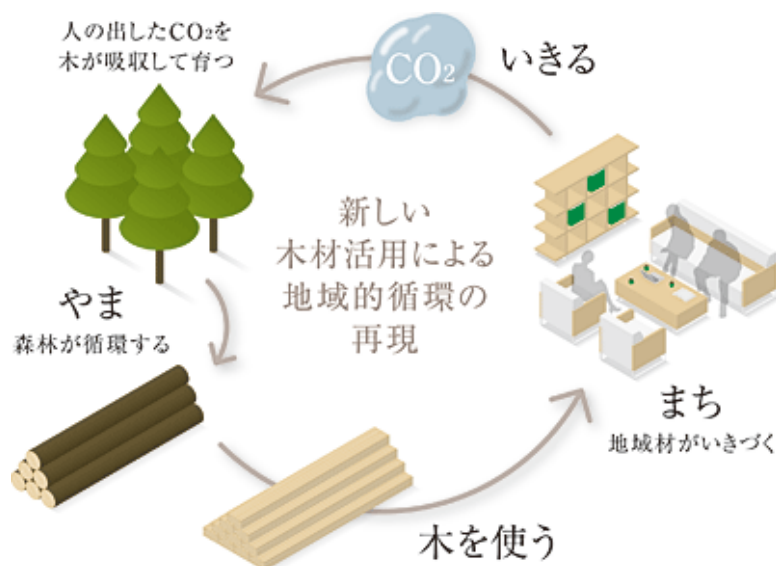 人の出したCO₂を
木が吸収して育つ
CO₂
いきる
新しい
木材活用による
地域的循環の
再現
やま
森林が循環する
まち
地域材がいきづく
木を使う